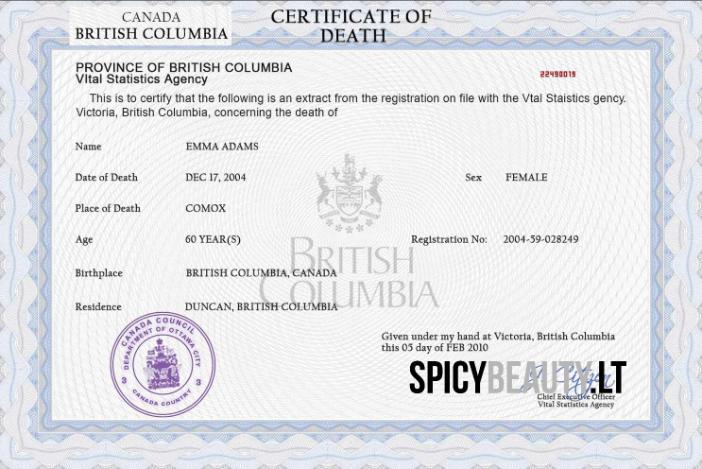 CANADA
BRITISH COLUMBIA
CERTIFICATE OF
DEATH
PROVINCE OF BRITISH COLUMBIA
VItal Statistics Agency
22490019
This is to certify that the following is an extract from the registration on file with the Vtal Staistics gency.
Victoria, British Columbia, concerning the death of
Name EMMA ADAMS
Date of Death DEC 17, 2004 Sex FEMALE
Place of Death COMOX
Age 60 YEAR(S) Registration No: 2004-59-028249
BRITISH
COLUMBIA
Birthplace BRITISH COLUMBIA, CANADA
Residence DUNCAN, BRITISH COLUMBIA
CANADA COUNCIL
DEPARTMENT OF OTTAWA CITY
3 3
CANADA COUNTRY
Given under my hand at Victoria, British Columbia
this 05 day of FEB 2010
SPICYBEAUTY.LT
Chief Executive Officer
Vital Statistics Agency